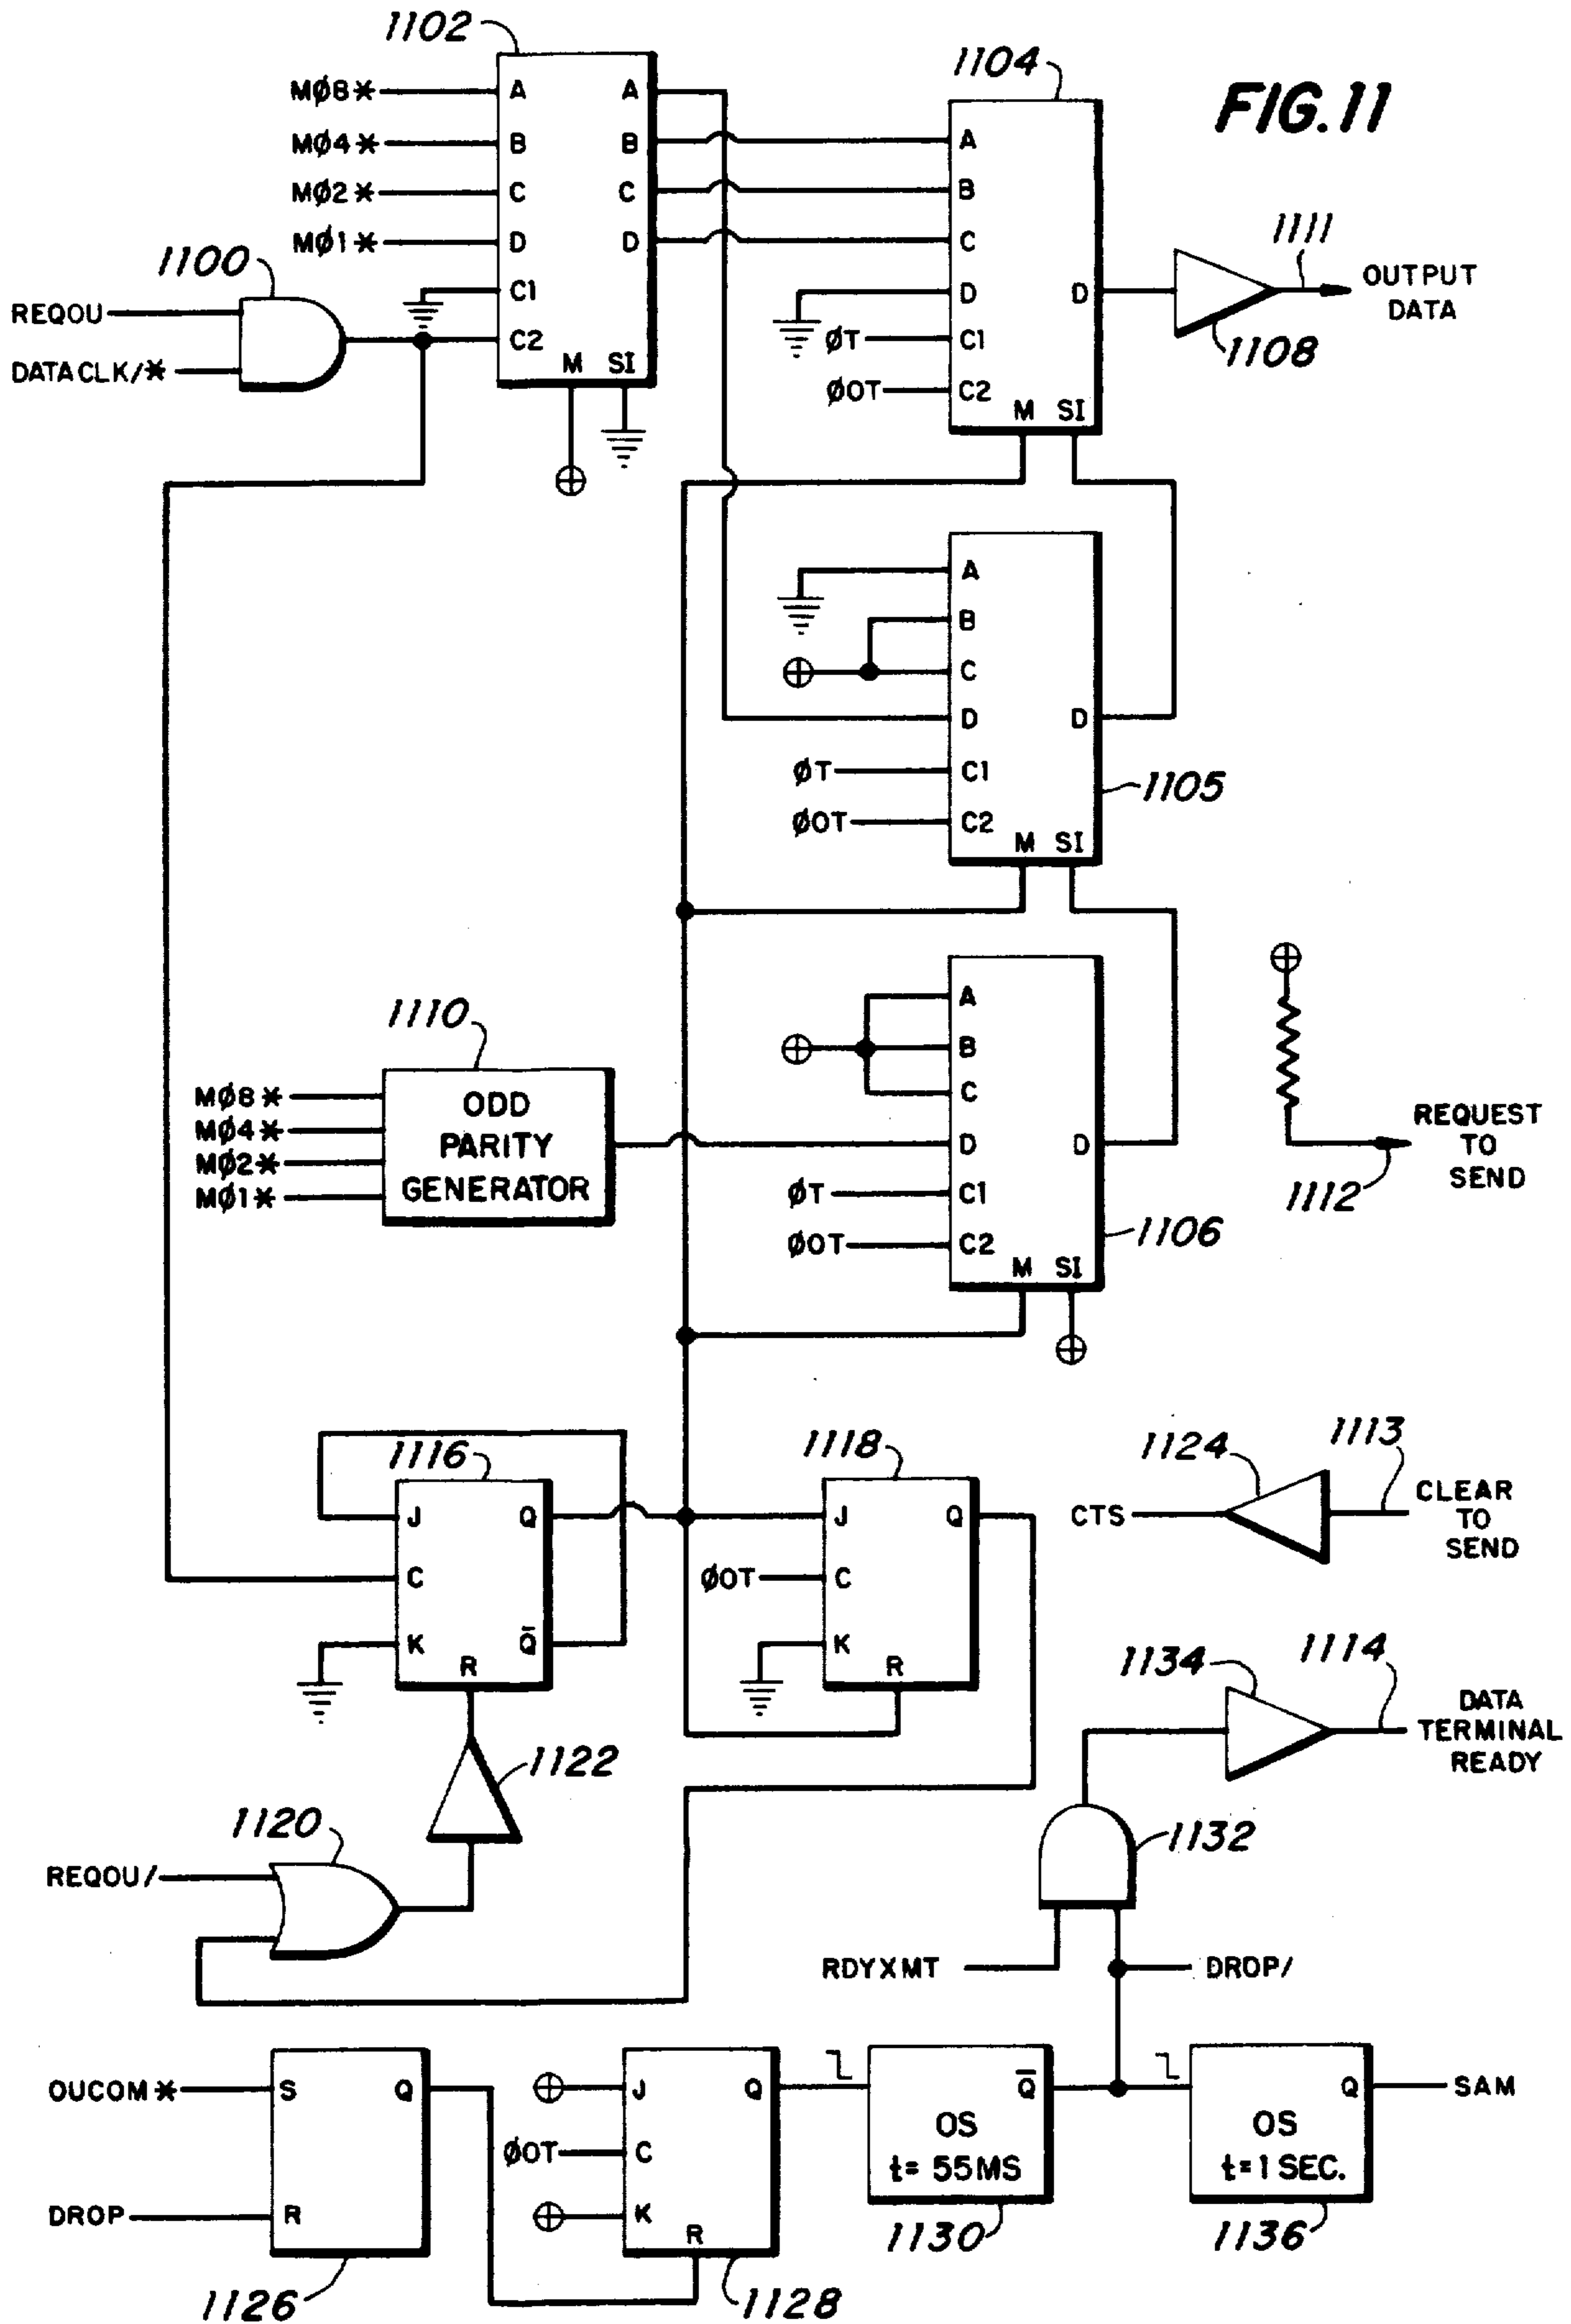 FIG.11
1102
MØ8*
MØ4*
MØ2*
MØ1*
A
B
C
D
C1
C2
M SI
A
B
C
D
1100
REQOU
DATACLK/*
1104
A
B
C
D
C1
C2
M SI
D
ØT
ØOT
1108
1111
OUTPUT
DATA
A
B
C
D
C1
C2
M SI
D
ØT
ØOT
1105
1110
MØ8*
MØ4*
MØ2*
MØ1*
ODD
PARITY
GENERATOR
A
B
C
D
C1
C2
M SI
D
ØT
ØOT
1106
REQUEST
TO
SEND
1112
1116
J
C
K
R
Q
Q̅
1118
J
C
K
R
Q
ØOT
1124
1113
CTS
CLEAR
TO
SEND
1134
1114
DATA
TERMINAL
READY
1122
1120
REQOU/
1132
RDYXMT
DROP/
OUCOM*
DROP
S
R
Q
1126
J
C
K
R
Q
ØOT
1128
OS
t= 55MS
Q̅
1130
OS
t=1 SEC.
Q
1136
SAM